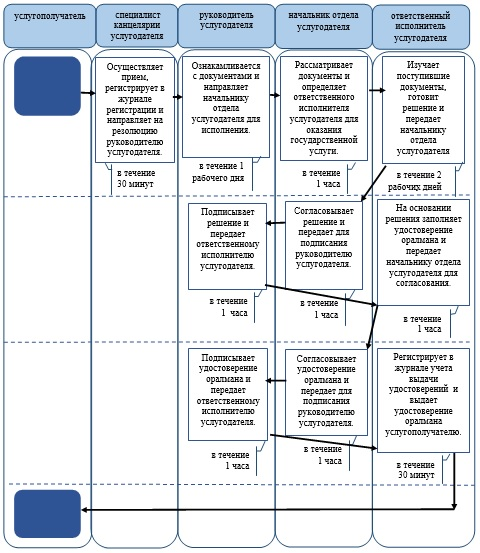 услугополучатель
специалист
канцелярии
услугодателя
руководитель
услугодателя
начальник отдела
услугодателя
ответственный
исполнитель
услугодателя
Осуществляет
прием,
регистрирует в
журнале
регистрации и
направляет на
резолюцию
руководителю
услугодателя.
в течение
30 минут
Ознакамливается
с документами и
направляет
начальнику
отдела
услугодателя для
исполнения.
в течение 1
рабочего дня
Рассматривает
документы и
определяет
ответственного
исполнителя
услугодателя для
оказания
государственной
услуги.
в течение
1 часа
Изучает
поступившие
документы,
готовит
решение и
передает
начальнику
отдела
услугодателя
в течение 2
рабочих дней
Подписывает
решение и
передает
ответственному
исполнителю
услугодателя.
в течение
1 часа
Согласовывает
решение и
передает для
подписания
руководителю
услугодателя.
в течение
1 часа
На основании
решения заполняет
удостоверение
оралмана и
передает
начальнику отдела
услугодателя для
согласования.
в течение
1 часа
Подписывает
удостоверение
оралмана и
передает
ответственному
исполнителю
услугодателя.
в течение
1 часа
Согласовывает
удостоверение
оралмана и
передает для
подписания
руководителю
услугодателя.
в течение
1 часа
Регистрирует в
журнале учета
выдачи
удостоверений и
выдает
удостоверение
оралмана
услугополучателю.
в течение
30 минут